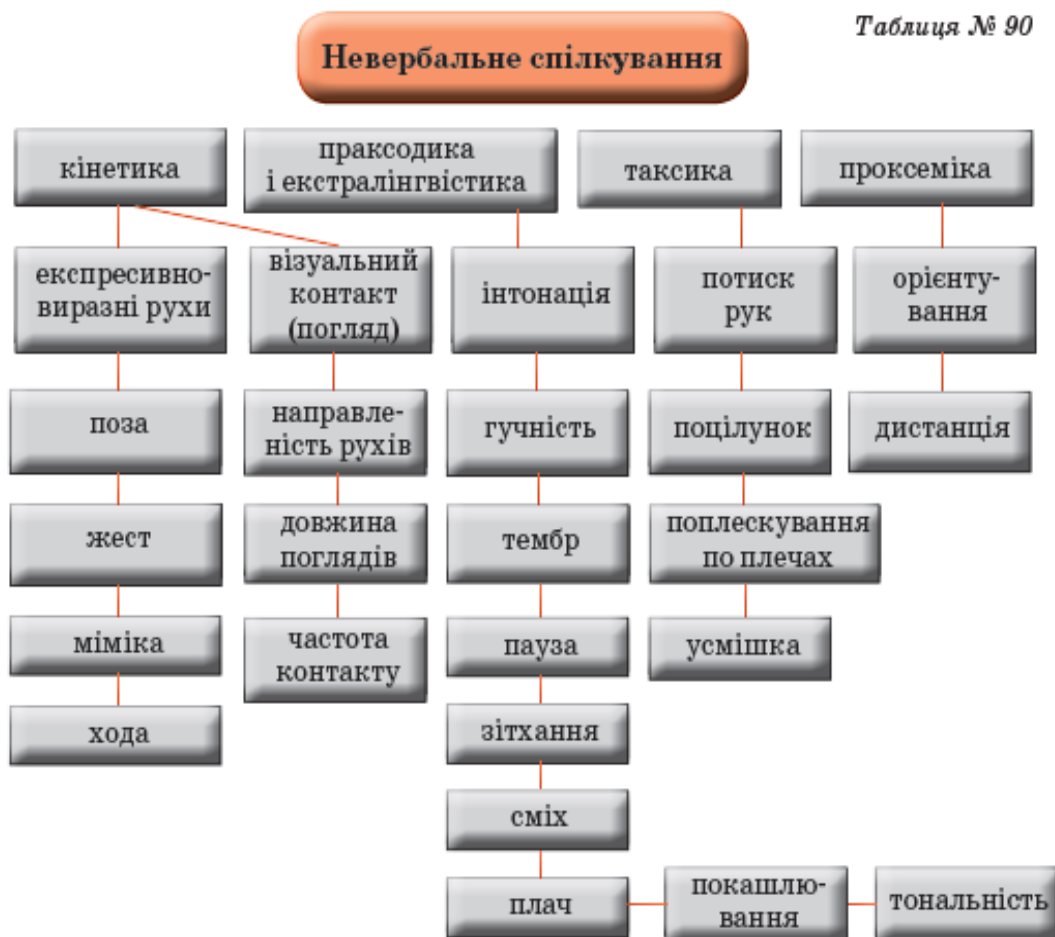 Таблиця № 90
Невербальне спілкування
кінетика
праксодика
і екстралінгвістика
таксика
проксеміка
експресивно-
виразні рухи
візуальний
контакт
(погляд)
інтонація
потиск
рук
орієнту-
вання
поза
направле-
ність рухів
гучність
поцілунок
дистанція
жест
довжина
поглядів
тембр
поплескування
по плечах
міміка
частота
контакту
пауза
усмішка
хода
зітхання
сміх
плач
покашлю-
вання
тональність